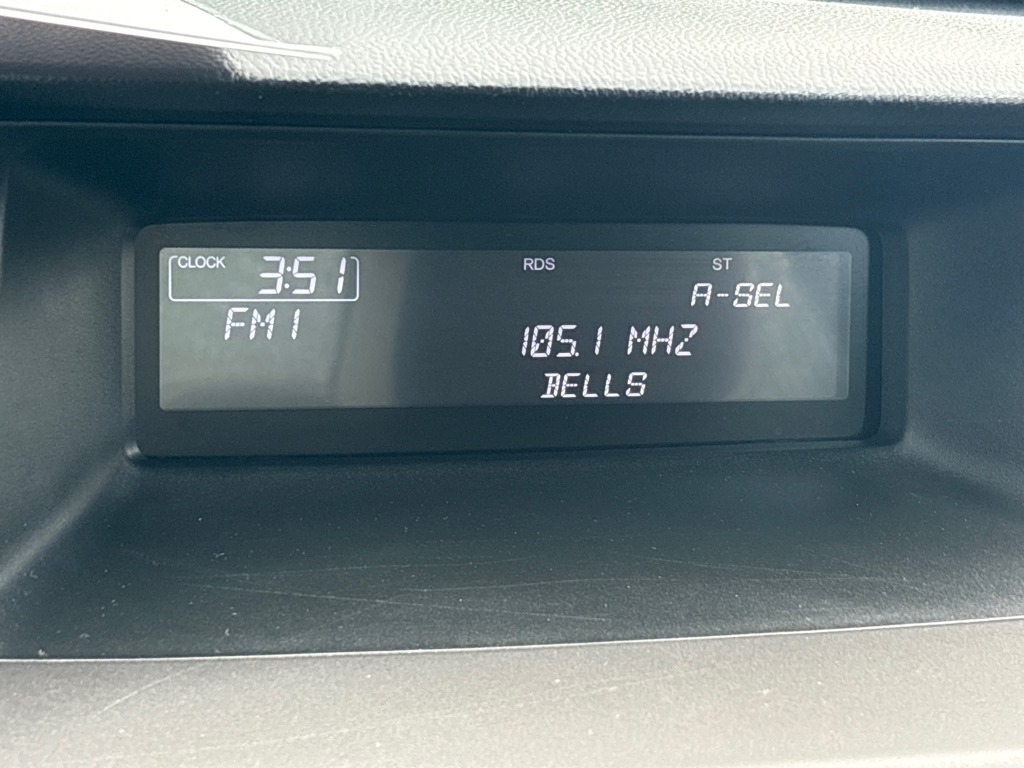 CLOCK 3:51 RDS ST
A-SEL
FM1
105.1 MHZ
BELLS